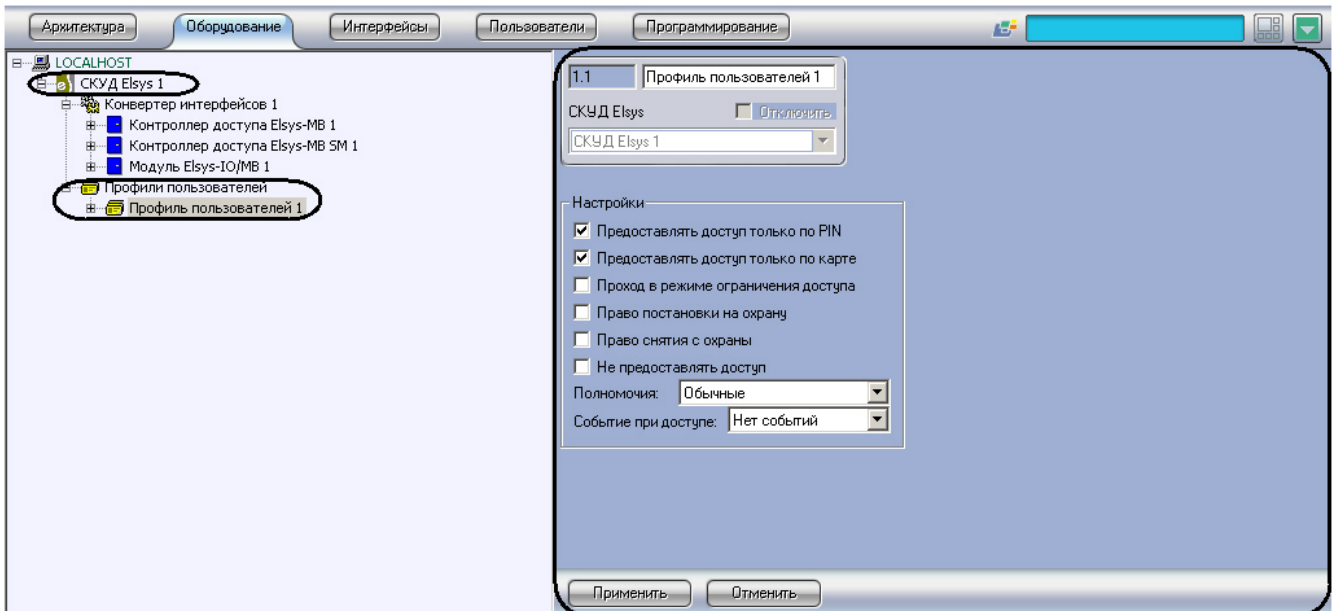 Архитектура Оборудование Интерфейсы Пользователи Программирование
LOCALHOST
СКУД Elsys 1
Конвертер интерфейсов 1
Контроллер доступа Elsys-MB 1
Контроллер доступа Elsys-MB SM 1
Модуль Elsys-IO/MB 1
Профили пользователей
Профиль пользователей 1
1.1 Профиль пользователей 1
СКУД Elsys Отключить
СКУД Elsys 1
Настройки
Предоставлять доступ только по PIN
Предоставлять доступ только по карте
Проход в режиме ограничения доступа
Право постановки на охрану
Право снятия с охраны
Не предоставлять доступ
Полномочия: Обычные
Событие при доступе: Нет событий
Применить Отменить